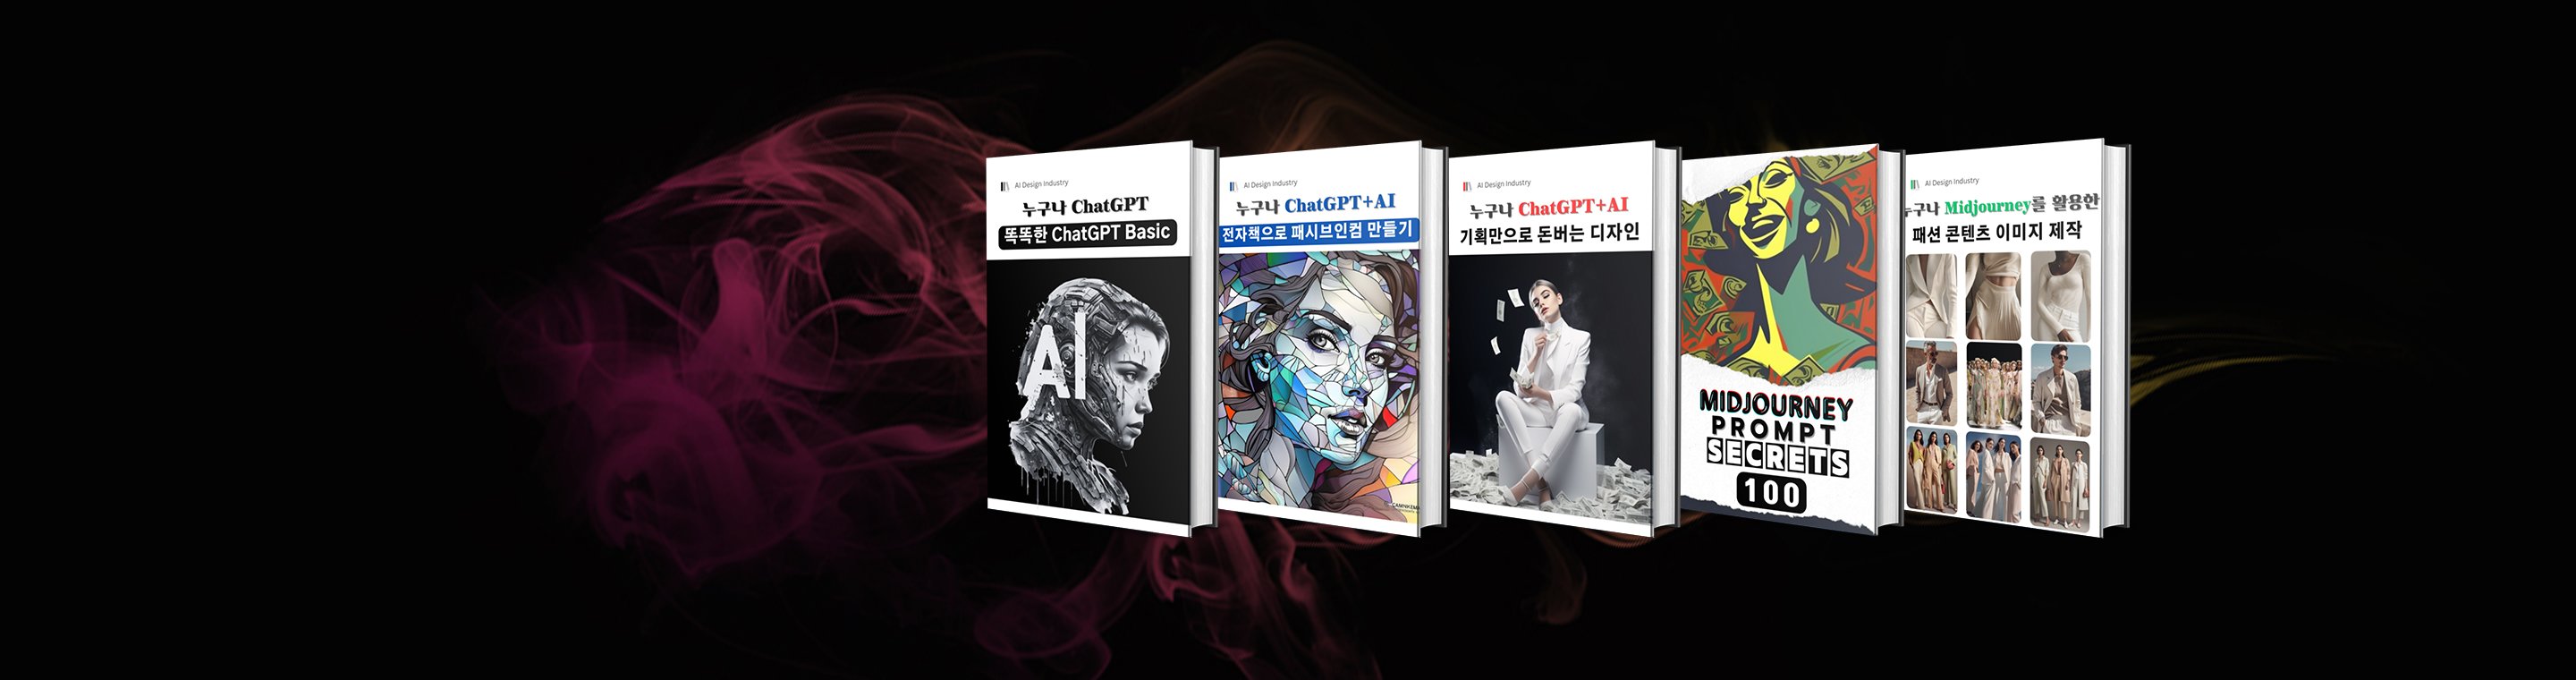 AI Design Industry
누구나 ChatGPT
똑똑한 ChatGPT Basic
AI
AI Design Industry
누구나 ChatGPT+AI
전자책으로 패시브인컴 만들기
AI Design Industry
누구나 ChatGPT+AI
기획만으로 돈버는 디자인
MIDJOURNEY
PROMPT
SECRETS
100
AI Design Industry
누구나 Midjourney를 활용한
패션 콘텐츠 이미지 제작